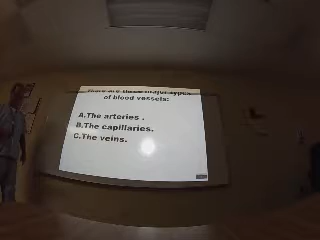 There are three major types
of blood vessels:
A.The arteries .
B.The capillaries.
C.The veins.